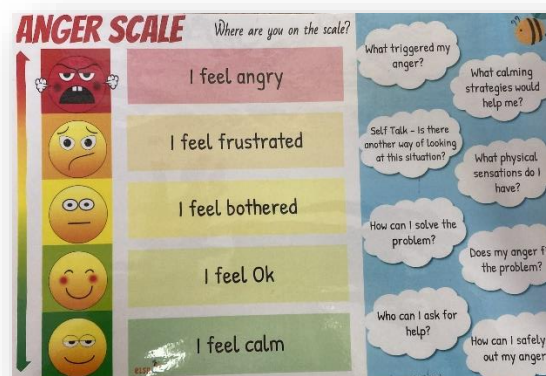 ANGER SCALE
Where are you on the scale?
I feel angry
I feel frustrated
I feel bothered
I feel Ok
I feel calm
What triggered my
anger?
What calming
strategies would
help me?
Self Talk - Is there
another way of looking
at this situation?
What physical
sensations do I
have?
How can I solve the
problem?
Does my anger f
the problem?
Who can I ask for
help?
How can I safely
out my anger